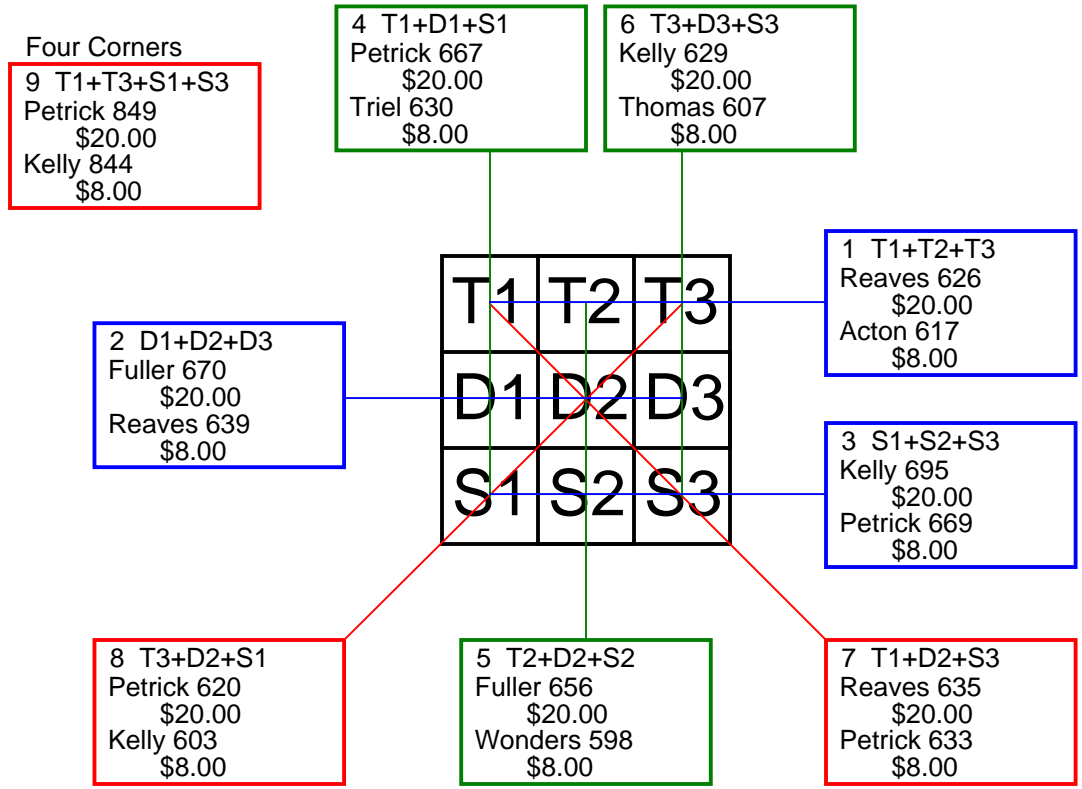 Four Corners
9 T1+T3+S1+S3
Petrick 849
$20.00
Kelly 844
$8.00
4 T1+D1+S1
Petrick 667
$20.00
Triel 630
$8.00
6 T3+D3+S3
Kelly 629
$20.00
Thomas 607
$8.00
1 T1+T2+T3
Reaves 626
$20.00
Acton 617
$8.00
2 D1+D2+D3
Fuller 670
$20.00
Reaves 639
$8.00
T1 T2 T3
D1 D2 D3
S1 S2 S3
3 S1+S2+S3
Kelly 695
$20.00
Petrick 669
$8.00
8 T3+D2+S1
Petrick 620
$20.00
Kelly 603
$8.00
5 T2+D2+S2
Fuller 656
$20.00
Wonders 598
$8.00
7 T1+D2+S3
Reaves 635
$20.00
Petrick 633
$8.00